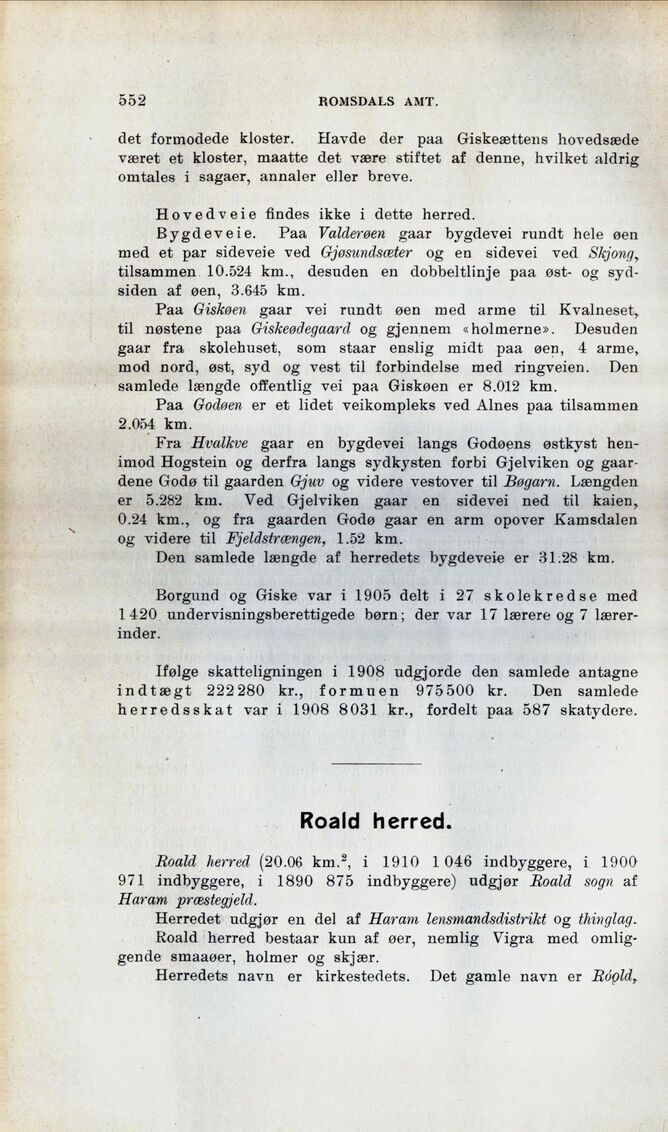 552
ROMSDALS AMT.
det formodede kloster. Havde der paa Giskeættens hovedsæde
været et kloster, maatte det være stiftet af denne, hvilket aldrig
omtales i sagaer, annaler eller breve.
Hovedveie findes ikke i dette herred.
Bygdeveie. Paa Valderøen gaar bygdevei rundt hele øen
med et par sideveie ved Gjøsundsæter og en sidevei ved Skjong,
tilsammen 10.524 km., desuden en dobbeltlinje paa øst- og syd-
siden af øen, 3.645 km.
Paa Giskøen gaar vei rundt øen med arme til Kvalneset,
til nøstene paa Giskeødegaard og gjennem «holmerne». Desuden
gaar fra skolehuset, som staar enslig midt paa øen, 4 arme,
mod nord, øst, syd og vest til forbindelse med ringveien. Den
samlede længde offentlig vei paa Giskøen er 8.012 km.
Paa Godøen er et lidet veikompleks ved Alnes paa tilsammen
2.054 km.
Fra Hvalkve gaar en bygdevei langs Godøens østkyst hen-
imod Hogstein og derfra langs sydkysten forbi Gjelviken og gaar-
dene Godø til gaarden Gjuv og videre vestover til Bøgarn. Længden
er 5.282 km. Ved Gjelviken gaar en sidevei ned til kaien,
0.24 km., og fra gaarden Godø gaar en arm opover Kamsdalen
og videre til Fjeldstrængen, 1.52 km.
Den samlede længde af herredets bygdeveie er 31.28 km.
Borgund og Giske var i 1905 delt i 27 skolekredse med
1 420 undervisningsberettigede børn; der var 17 lærere og 7 lærer-
inder.
Ifølge skatteligningen i 1908 udgjorde den samlede antagne
indtægt 222 280 kr., formuen 975 500 kr. Den samlede
herredsskat var i 1908 8 031 kr., fordelt paa 587 skatydere.
Roald herred.
Roald herred (20.06 km.², i 1910 1 046 indbyggere, i 1900
971 indbyggere, i 1890 875 indbyggere) udgjør Roald sogn af
Haram præstegjeld.
Herredet udgjør en del af Haram lensmandsdistrikt og thinglag.
Roald herred bestaar kun af øer, nemlig Vigra med omlig-
gende smaaøer, holmer og skjær.
Herredets navn er kirkestedets. Det gamle navn er Róǫld,